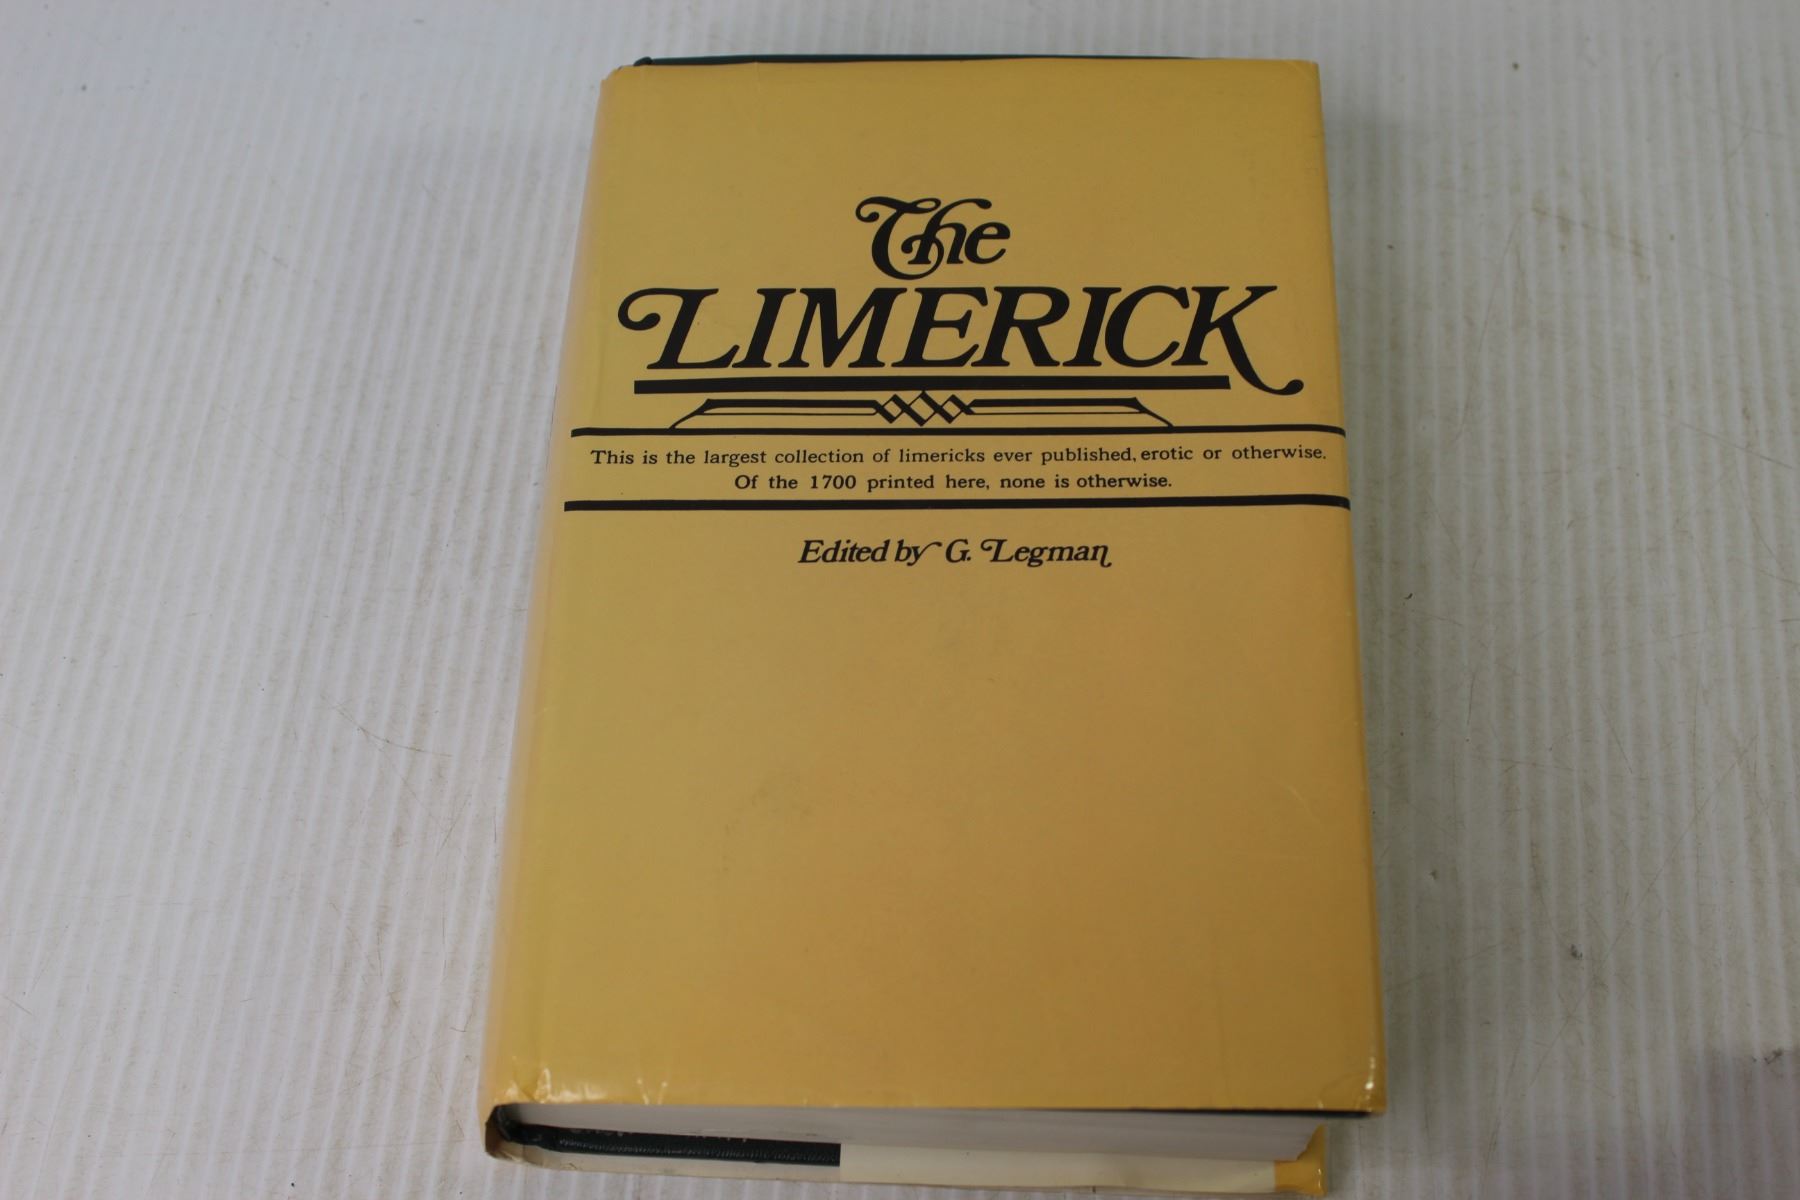 The
LIMERICK
This is the largest collection of limericks ever published, erotic or otherwise.
Of the 1700 printed here, none is otherwise.
Edited by G. Legman